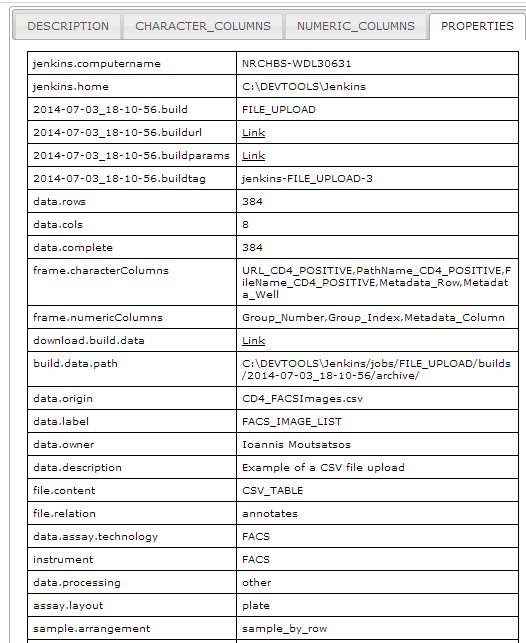 DESCRIPTION CHARACTER_COLUMNS NUMERIC_COLUMNS PROPERTIES
jenkins.computername NRCHBS-WDL30631
jenkins.home C:\DEVTOOLS\Jenkins
2014-07-03_18-10-56.build FILE_UPLOAD
2014-07-03_18-10-56.buildurl Link
2014-07-03_18-10-56.buildparams Link
2014-07-03_18-10-56.buildtag jenkins-FILE_UPLOAD-3
data.rows 384
data.cols 8
data.complete 384
frame.characterColumns URL_CD4_POSITIVE,PathName_CD4_POSITIVE,F
ileName_CD4_POSITIVE,Metadata_Row,Metadat
a_Well
frame.numericColumns Group_Number,Group_Index,Metadata_Column
download.build.data Link
build.data.path C:\DEVTOOLS\Jenkins/jobs/FILE_UPLOAD/builds
/2014-07-03_18-10-56/archive/
data.origin CD4_FACSImages.csv
data.label FACS_IMAGE_LIST
data.owner Ioannis Moutsatsos
data.description Example of a CSV file upload
file.content CSV_TABLE
file.relation annotates
data.assay.technology FACS
instrument FACS
data.processing other
assay.layout plate
sample.arrangement sample_by_row